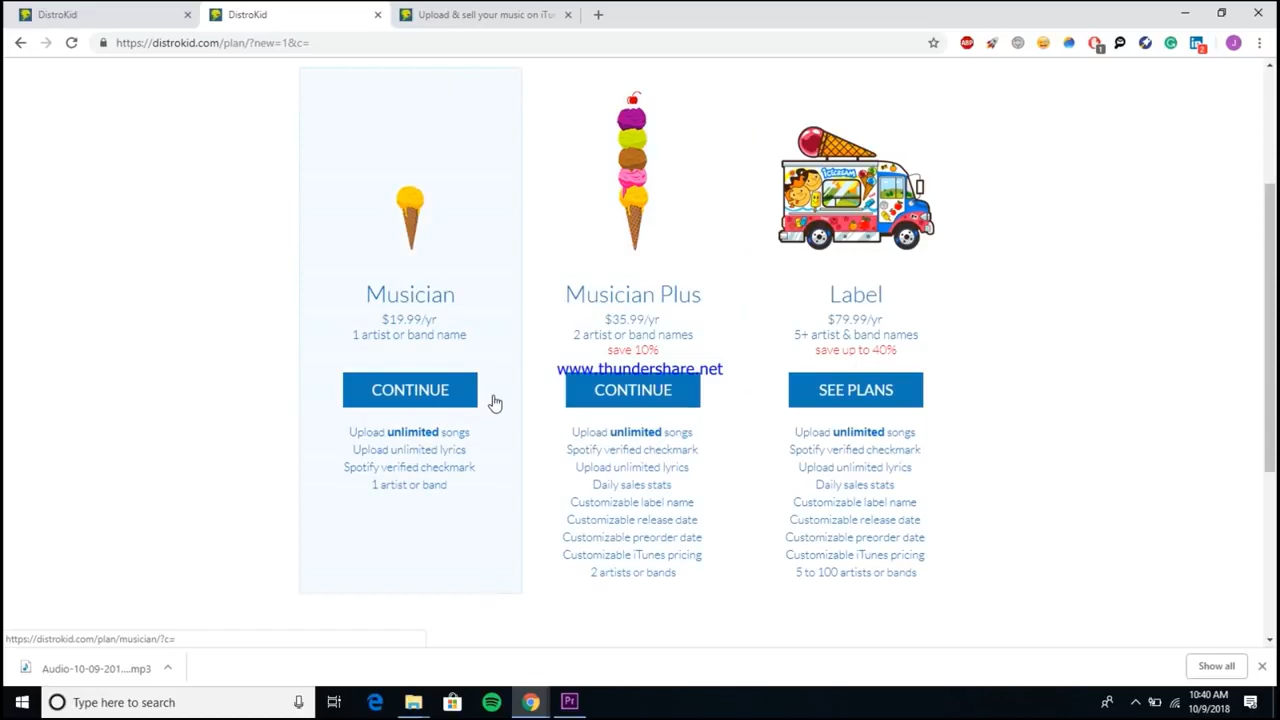 DistroKid
DistroKid
Upload & sell your music on iTu
https://distrokid.com/plan/?new=1&c=
ABP
1
in
2
J
ICECREAM
Musician
$19.99/yr
1 artist or band name
CONTINUE
Upload unlimited songs
Upload unlimited lyrics
Spotify verified checkmark
1 artist or band
Musician Plus
$35.99/yr
2 artist or band names
save 10%
www.thundershare.net
CONTINUE
Upload unlimited songs
Spotify verified checkmark
Upload unlimited lyrics
Daily sales stats
Customizable label name
Customizable release date
Customizable preorder date
Customizable iTunes pricing
2 artists or bands
Label
$79.99/yr
5+ artist & band names
save up to 40%
SEE PLANS
Upload unlimited songs
Spotify verified checkmark
Upload unlimited lyrics
Daily sales stats
Customizable label name
Customizable release date
Customizable preorder date
Customizable iTunes pricing
5 to 100 artists or bands
https://distrokid.com/plan/musician/?c=
Audio-10-09-201....mp3
Show all
Type here to search
Pr
10:40 AM
10/9/2018